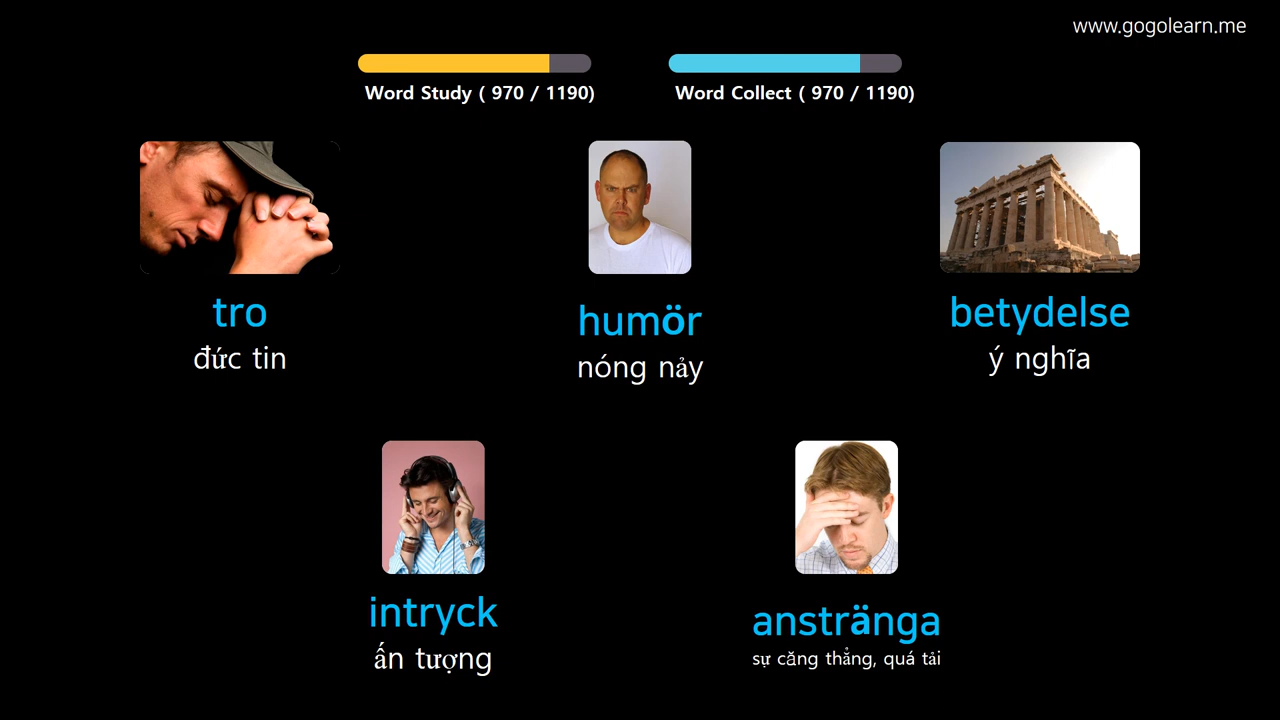 www.gogolearn.me
Word Study ( 970 / 1190)
Word Collect ( 970 / 1190)
tro
đức tin
humör
nóng nảy
betydelse
ý nghĩa
intryck
ấn tượng
anstränga
sự căng thẳng, quá tải